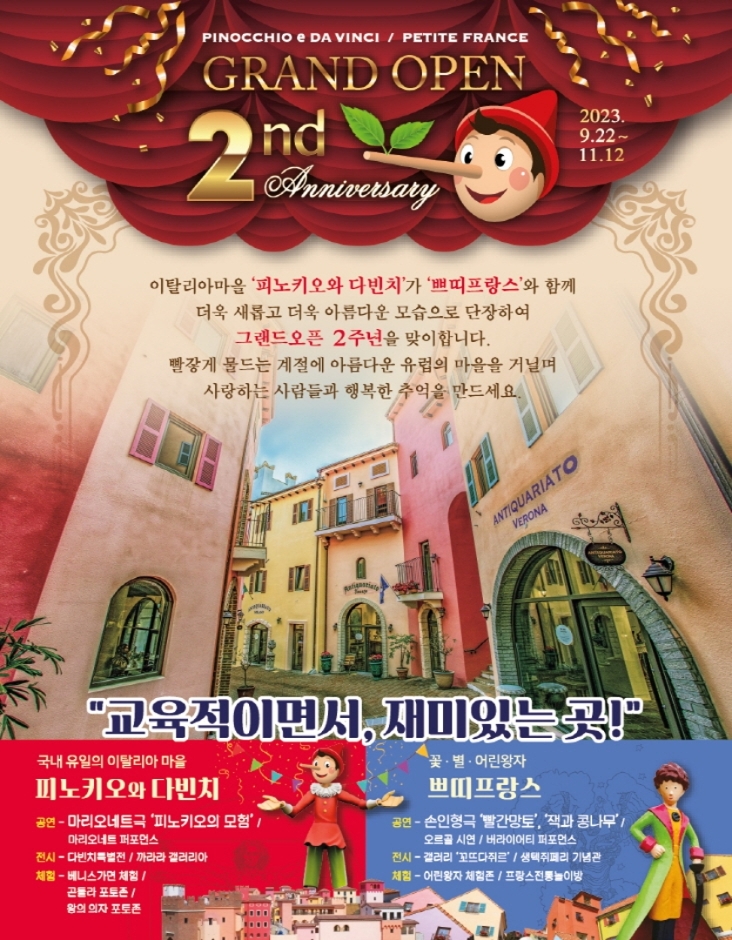 PINOCCHIO e DA VINCI / PETITE FRANCE
GRAND OPEN
2nd
Anniversary
2023.
9.22~
11.12
이탈리아마을 '피노키오와 다빈치'가 '쁘띠프랑스'와 함께
더욱 새롭고 더욱 아름다운 모습으로 단장하여
그랜드오픈 2주년을 맞이합니다.
빨갛게 물드는 계절에 아름다운 유럽의 마을을 거닐며
사랑하는 사람들과 행복한 추억을 만드세요.
ANTIQUARIATO
VERONA
ANTIQUARIATO
VERONA
Antiquariato
ANTIQUARIATO
"교육적이면서, 재미있는 곳!"
국내 유일의 이탈리아 마을
피노키오와 다빈치
공연 - 마리오네트극 '피노키오의 모험' /
마리오네트 퍼포먼스
전시 - 다빈치특별전 / 까라라 갤러리아
체험 - 베니스가면 체험 /
곤돌라 포토존 /
왕의 의자 포토존
꽃 · 별 · 어린왕자
쁘띠프랑스
공연 - 손인형극 '빨간망토', '잭과 콩나무' /
오르골 시연 / 버라이어티 퍼포먼스
전시 - 갤러리 '꼬뜨다쥐르' / 생텍쥐페리 기념관
체험 - 어린왕자 체험존 / 프랑스전통놀이방